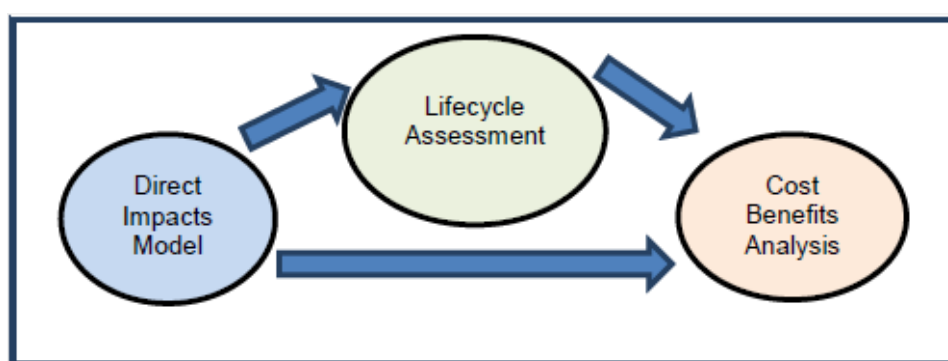 Lifecycle
Assessment
Direct
Impacts
Model
Cost
Benefits
Analysis